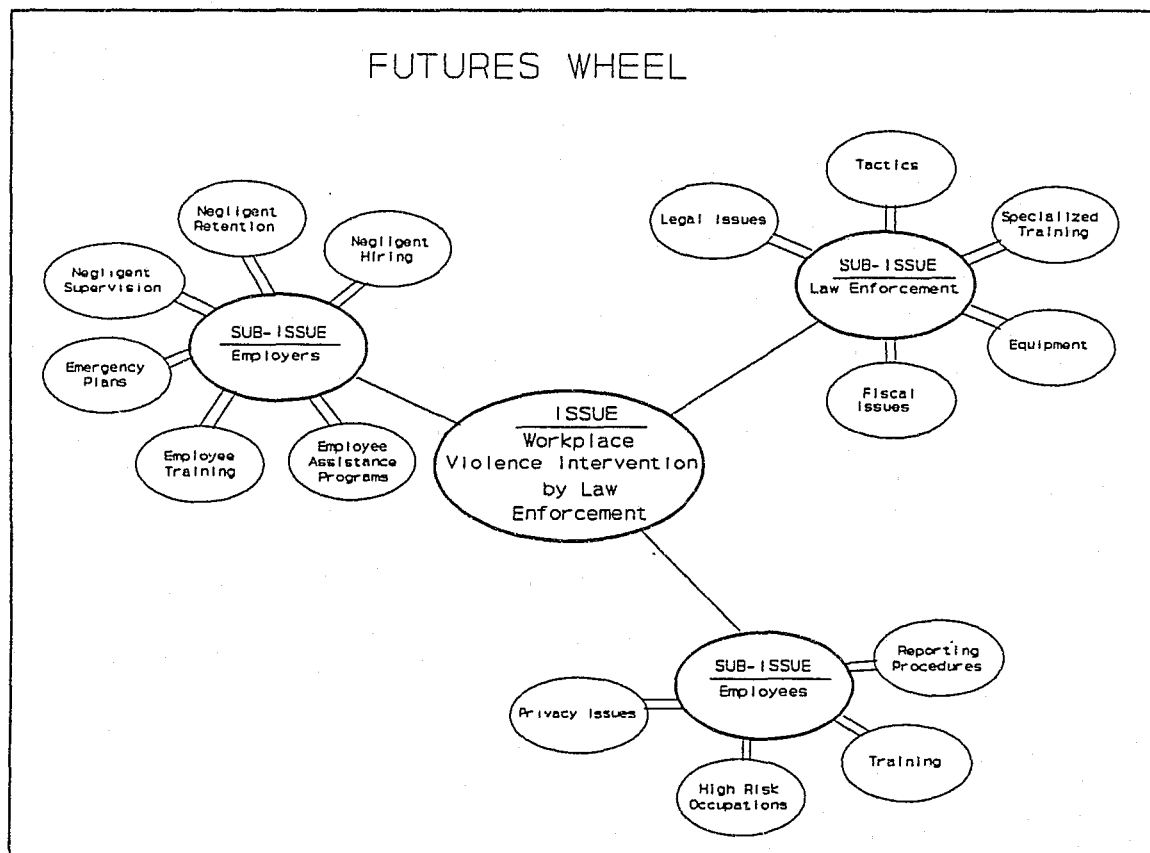 FUTURES WHEEL
Negligent
Retention
Negligent
Hiring
Negligent
Supervision
SUB-ISSUE
Employers
Emergency
Plans
Employee
Training
Employee
Assistance
Programs
Tactics
Legal Issues
Specialized
Training
SUB-ISSUE
Law Enforcement
Equipment
Fiscal
Issues
ISSUE
Workplace
Violence Intervention
by Law
Enforcement
SUB-ISSUE
Employees
Reporting
Procedures
Privacy Issues
Training
High Risk
Occupations